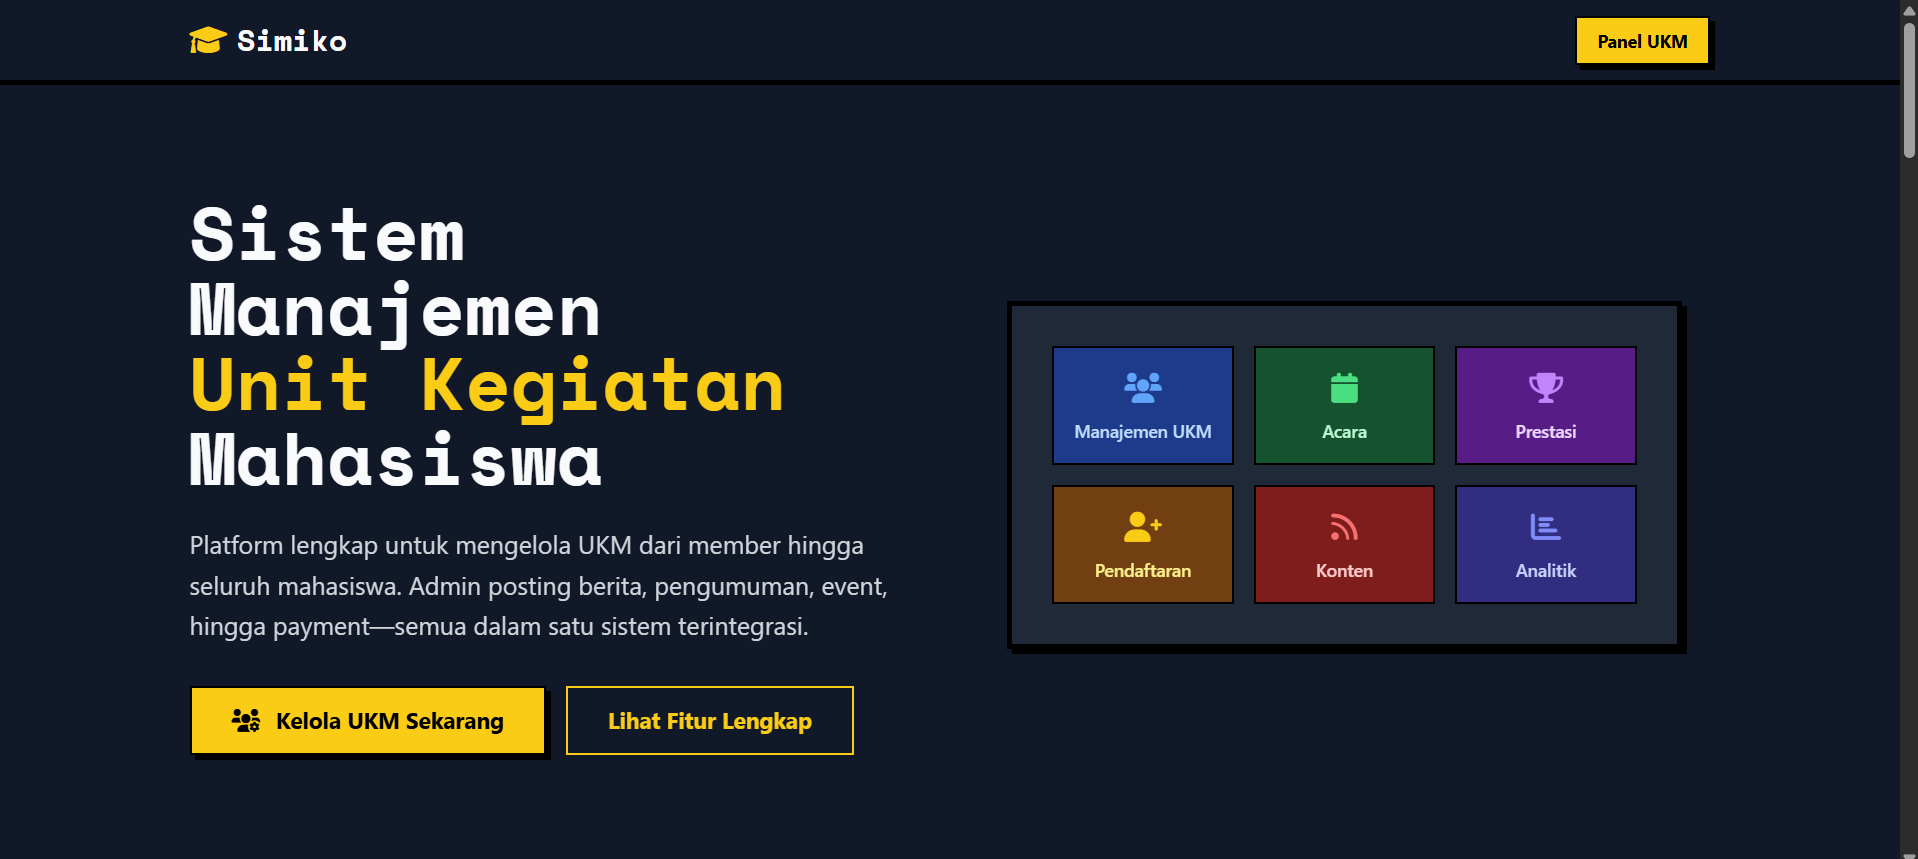 Simiko
Panel UKM
Sistem
Manajemen
Unit Kegiatan
Mahasiswa
Platform lengkap untuk mengelola UKM dari member hingga
seluruh mahasiswa. Admin posting berita, pengumuman, event,
hingga payment—semua dalam satu sistem terintegrasi.
Kelola UKM Sekarang
Lihat Fitur Lengkap
Manajemen UKM
Acara
Prestasi
Pendaftaran
Konten
Analitik